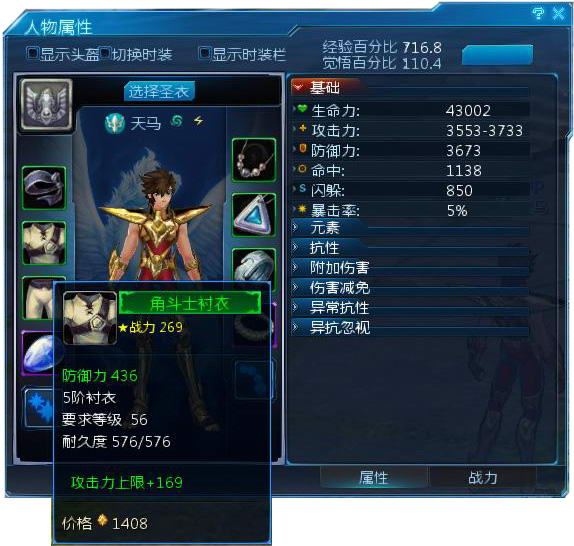 人物属性
显示头盔 切换时装 显示时装栏
经验百分比 716.8
觉悟百分比 110.4
选择圣衣
天马
基础
生命力: 43002
攻击力: 3553-3733
防御力: 3673
命中: 1138
闪躲: 850
暴击率: 5%
元素
抗性
附加伤害
伤害减免
异常抗性
异抗忽视
角斗士衬衣
★战力 269
防御力 436
5阶衬衣
要求等级 56
耐久度 576/576
攻击力上限+169
价格 1408
属性 战力